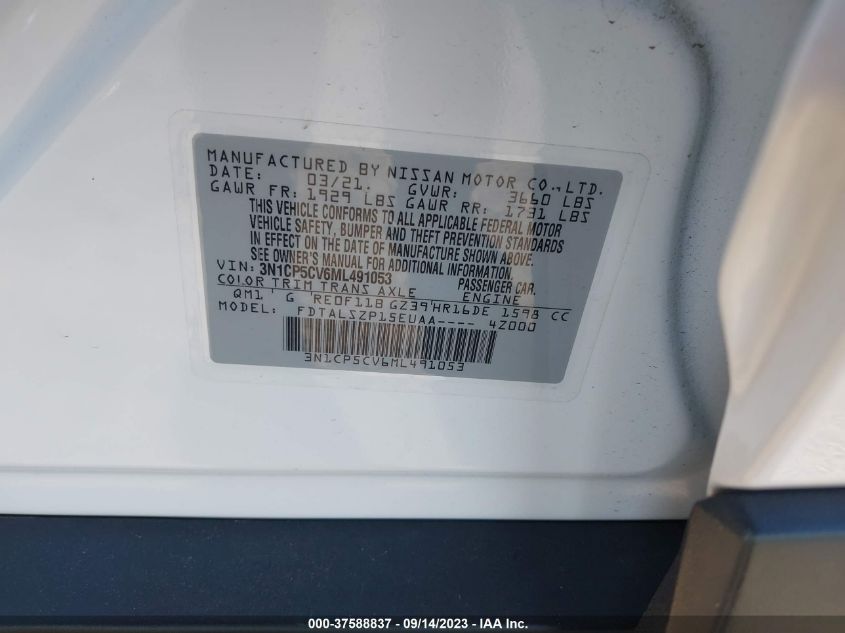 MANUFACTURED BY NISSAN MOTOR CO., LTD.
DATE: 03/21. GVWR: 3660 LBS
GAWR FR: 1929 LBS GAWR RR: 1731 LBS
THIS VEHICLE CONFORMS TO ALL APPLICABLE FEDERAL MOTOR
VEHICLE SAFETY, BUMPER AND THEFT PREVENTION STANDARDS
IN EFFECT ON THE DATE OF MANUFACTURE SHOWN ABOVE.
SEE OWNER'S MANUAL FOR ADDITIONAL INFORMATION.
VIN: 3N1CP5CV6ML491053 PASSENGER CAR.
COLOR TRIM TRANS AXLE ENGINE
QM1 G RE0F11B GZ39 HR16DE 1598 CC
MODEL: FDTALSZP15EUAA---- 4Z000
3N1CP5CV6ML491053
000-37588837 - 09/14/2023 - IAA Inc.